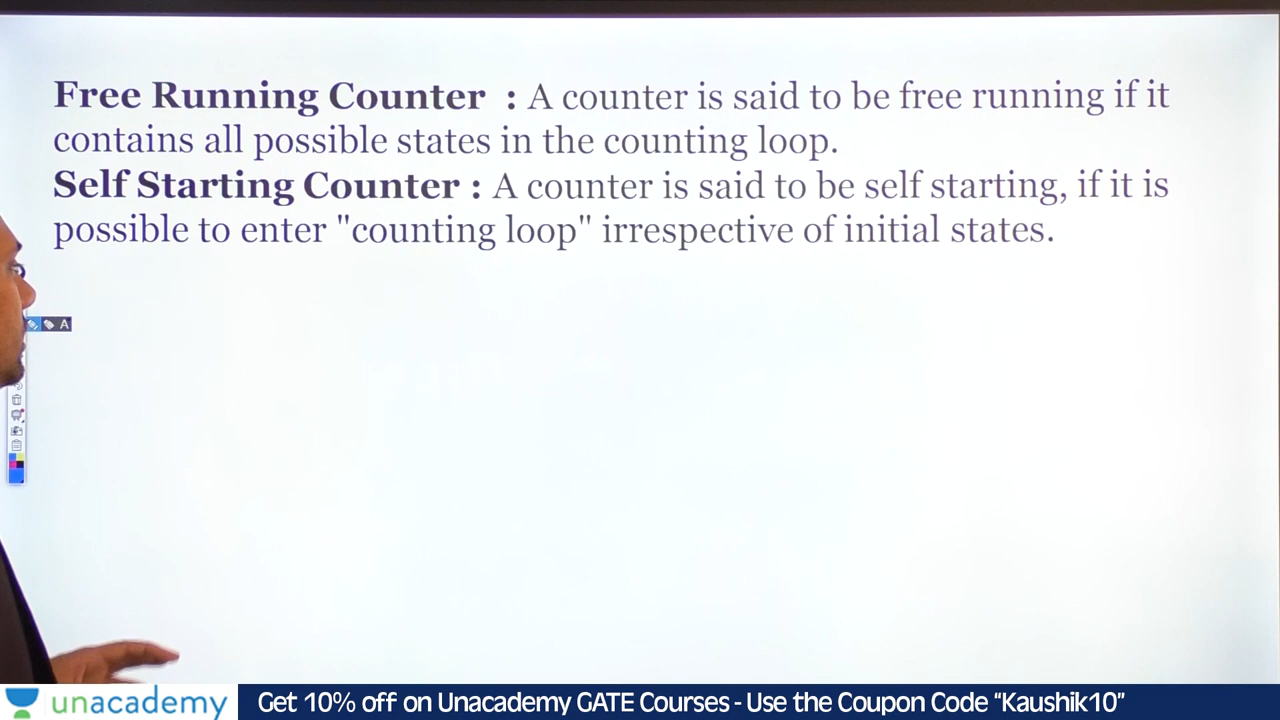 Free Running Counter : A counter is said to be free running if it
contains all possible states in the counting loop.
Self Starting Counter : A counter is said to be self starting, if it is
possible to enter "counting loop" irrespective of initial states.
A
unacademy
Get 10% off on Unacademy GATE Courses - Use the Coupon Code “Kaushik10”